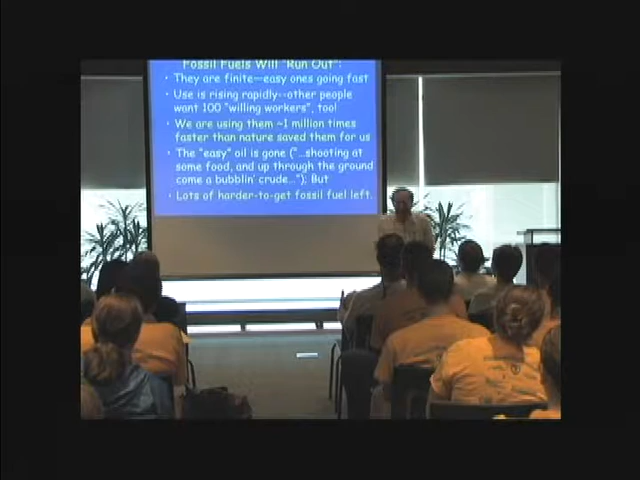 Fossil Fuels Will "Run Out":
• They are finite—easy ones going fast
• Use is rising rapidly--other people
want 100 "willing workers", too!
• We are using them ~1 million times
faster than nature saved them for us
• The "easy" oil is gone ("...shooting at
some food, and up through the ground
come a bubblin' crude..."); But
• Lots of harder-to-get fossil fuel left.